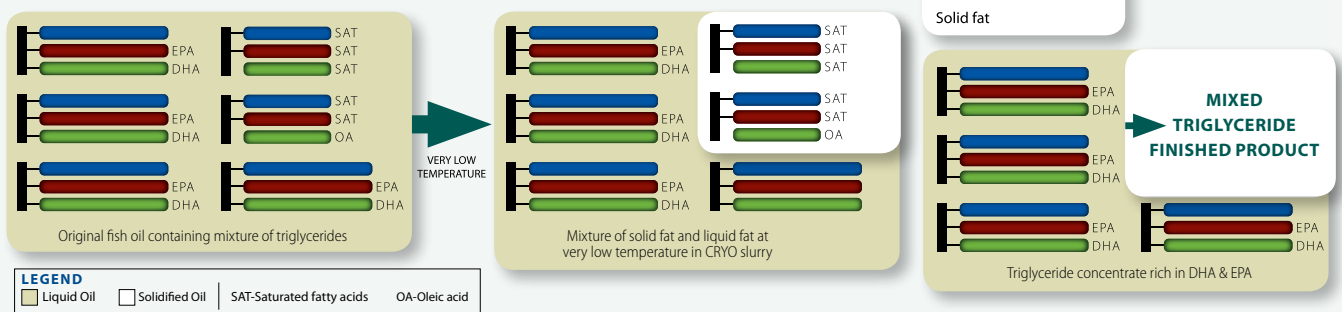 SAT
EPA SAT
DHA SAT
SAT
EPA SAT
DHA OA
EPA EPA
DHA DHA
Original fish oil containing mixture of triglycerides
VERY LOW
TEMPERATURE
SAT
EPA SAT
DHA SAT
SAT
EPA SAT
DHA OA
EPA
DHA
Mixture of solid fat and liquid fat at
very low temperature in CRYO slurry
Solid fat
EPA
DHA
EPA
DHA
EPA EPA
DHA DHA
MIXED
TRIGLYCERIDE
FINISHED PRODUCT
Triglyceride concentrate rich in DHA & EPA
LEGEND
Liquid Oil Solidified Oil SAT-Saturated fatty acids OA-Oleic acid